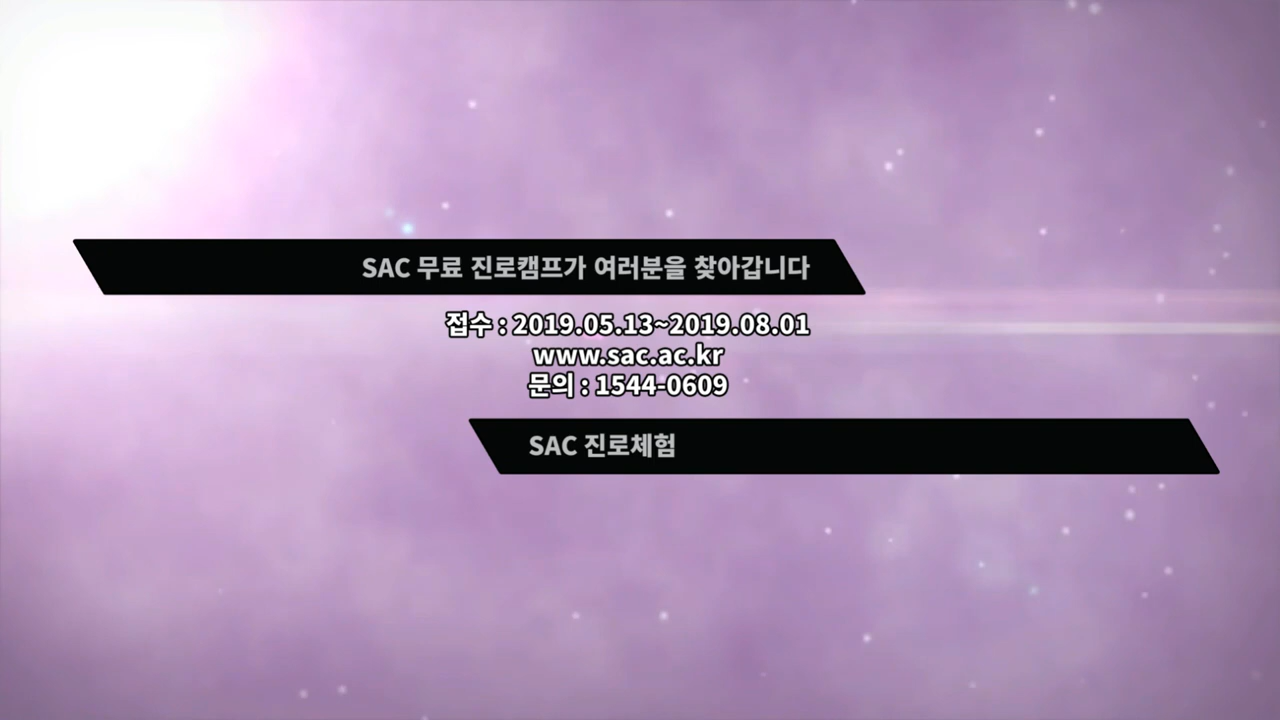 SAC 무료 진로캠프가 여러분을 찾아갑니다
접수 : 2019.05.13~2019.08.01
www.sac.ac.kr
문의 : 1544-0609
SAC 진로체험